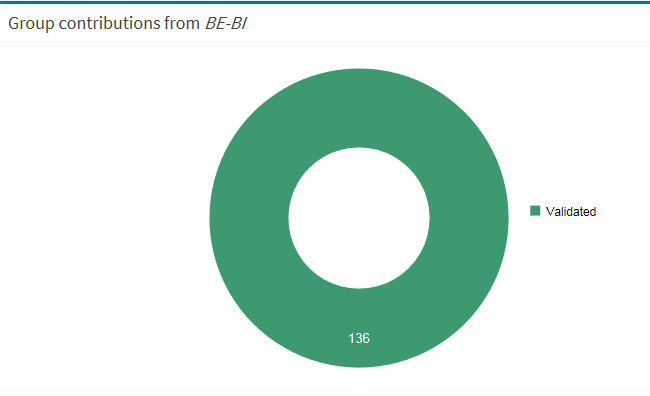 Group contributions from BE-BI
Validated
136